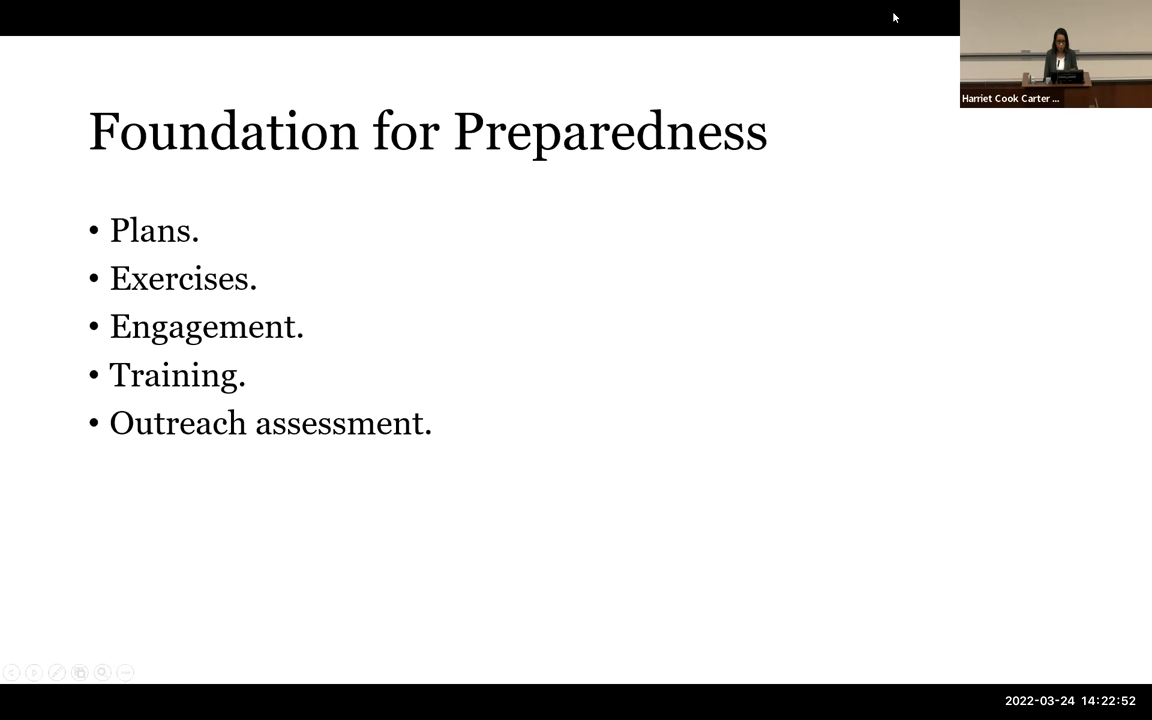 Harriet Cook Carter ...
Foundation for Preparedness
• Plans.
• Exercises.
• Engagement.
• Training.
• Outreach assessment.
2022-03-24 14:22:52